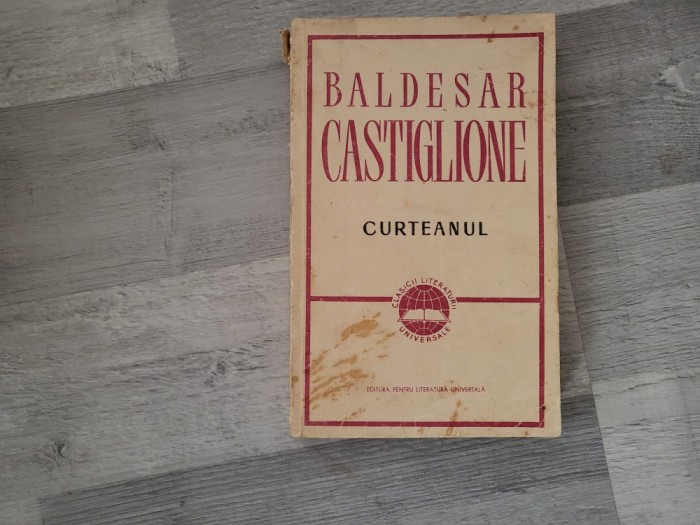 BALDESAR
CASTIGLIONE
CURTEANUL
CLASICII LITERATURII
UNIVERSALE
EDITURA PENTRU LITERATURA UNIVERSALĂ